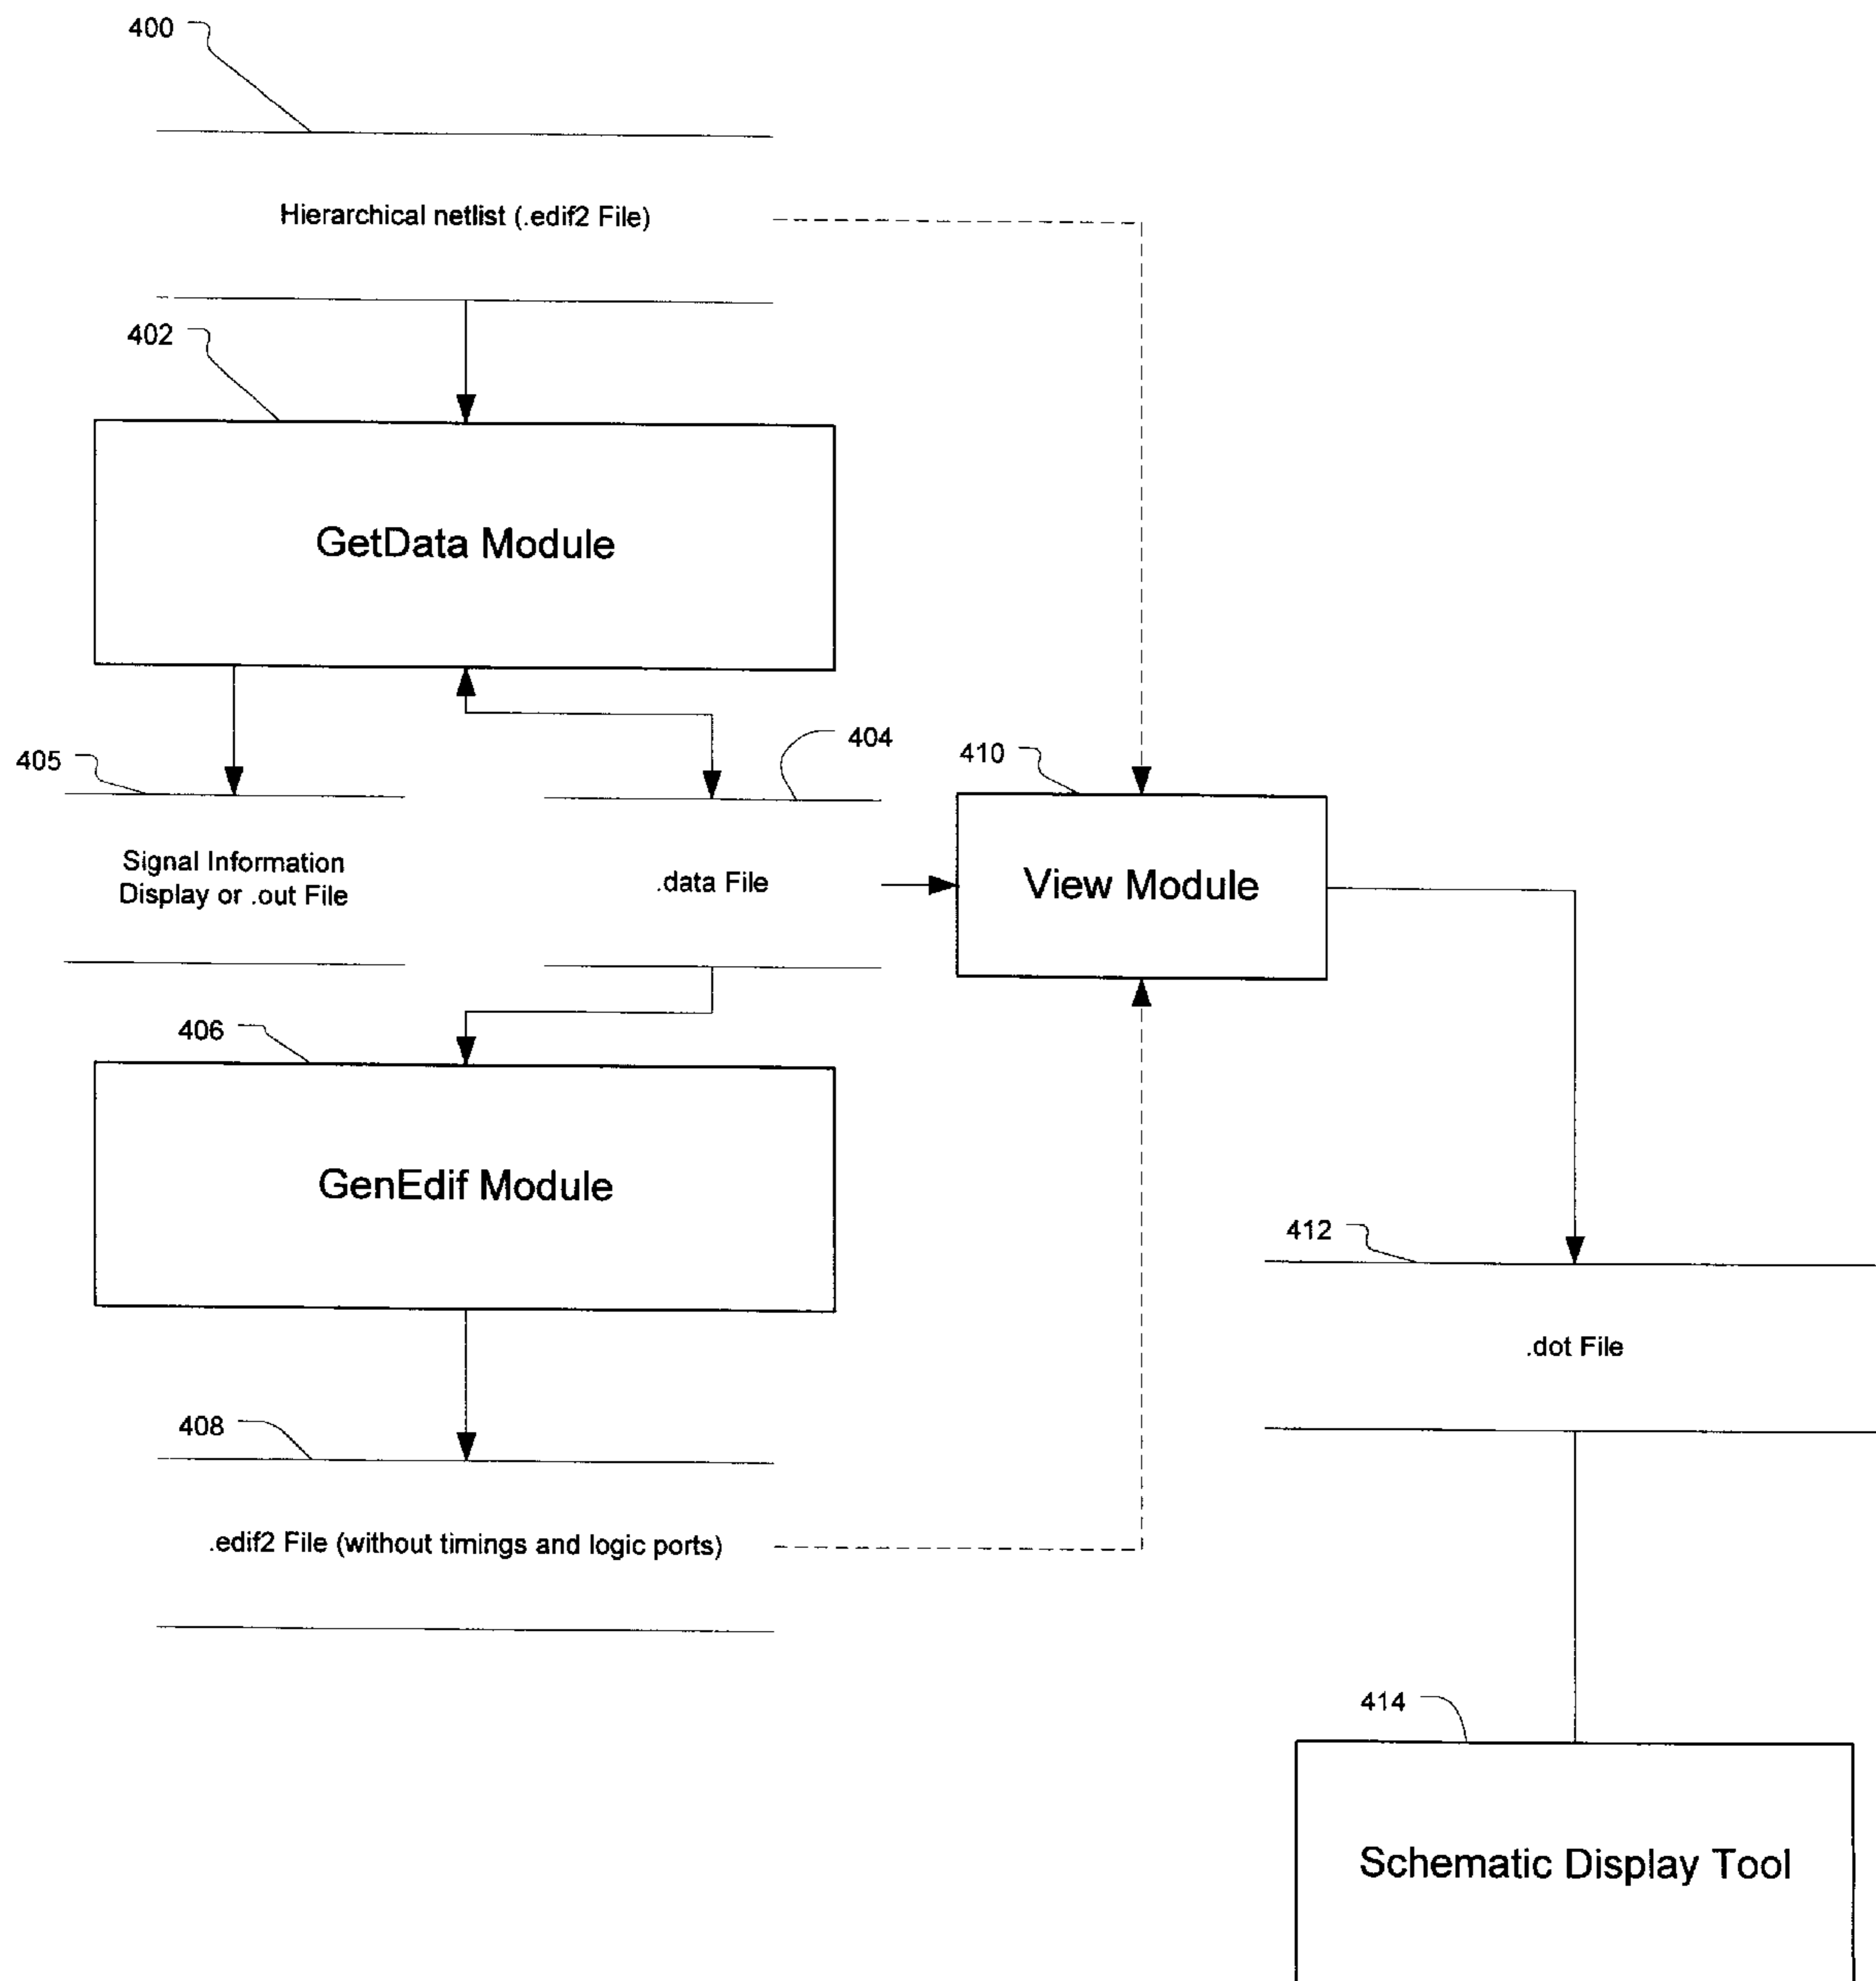 400
Hierarchical netlist (.edif2 File)
402
GetData Module
405
404
410
Signal Information
Display or .out File
.data File
View Module
406
GenEdif Module
412
.dot File
408
.edif2 File (without timings and logic ports)
414
Schematic Display Tool